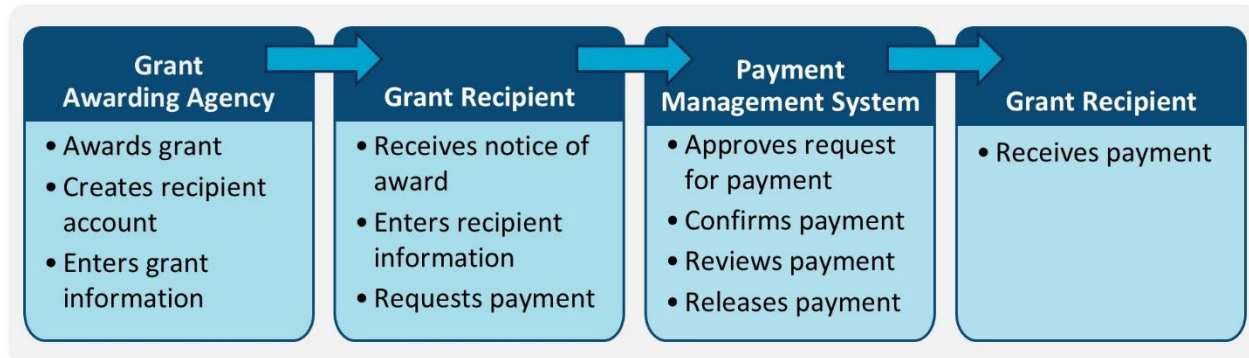 Grant
Awarding Agency
• Awards grant
• Creates recipient
account
• Enters grant
information
Grant Recipient
• Receives notice of
award
• Enters recipient
information
• Requests payment
Payment
Management System
• Approves request
for payment
• Confirms payment
• Reviews payment
• Releases payment
Grant Recipient
• Receives payment